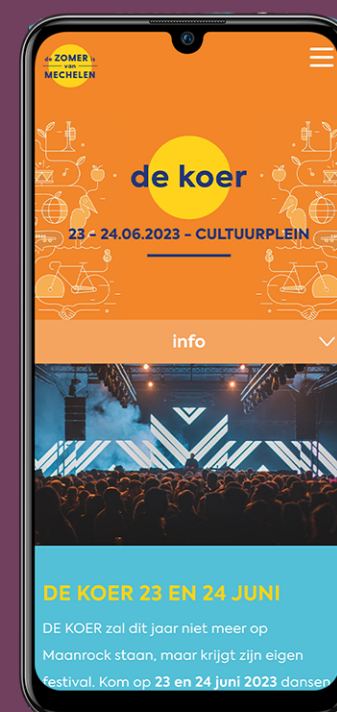 de ZOMER is
van
MECHELEN
de koer
23 - 24.06.2023 - CULTUURPLEIN
info
DE KOER 23 EN 24 JUNI
DE KOER zal dit jaar niet meer op
Maanrock staan, maar krijgt zijn eigen
festival. Kom op 23 en 24 juni 2023 dansen